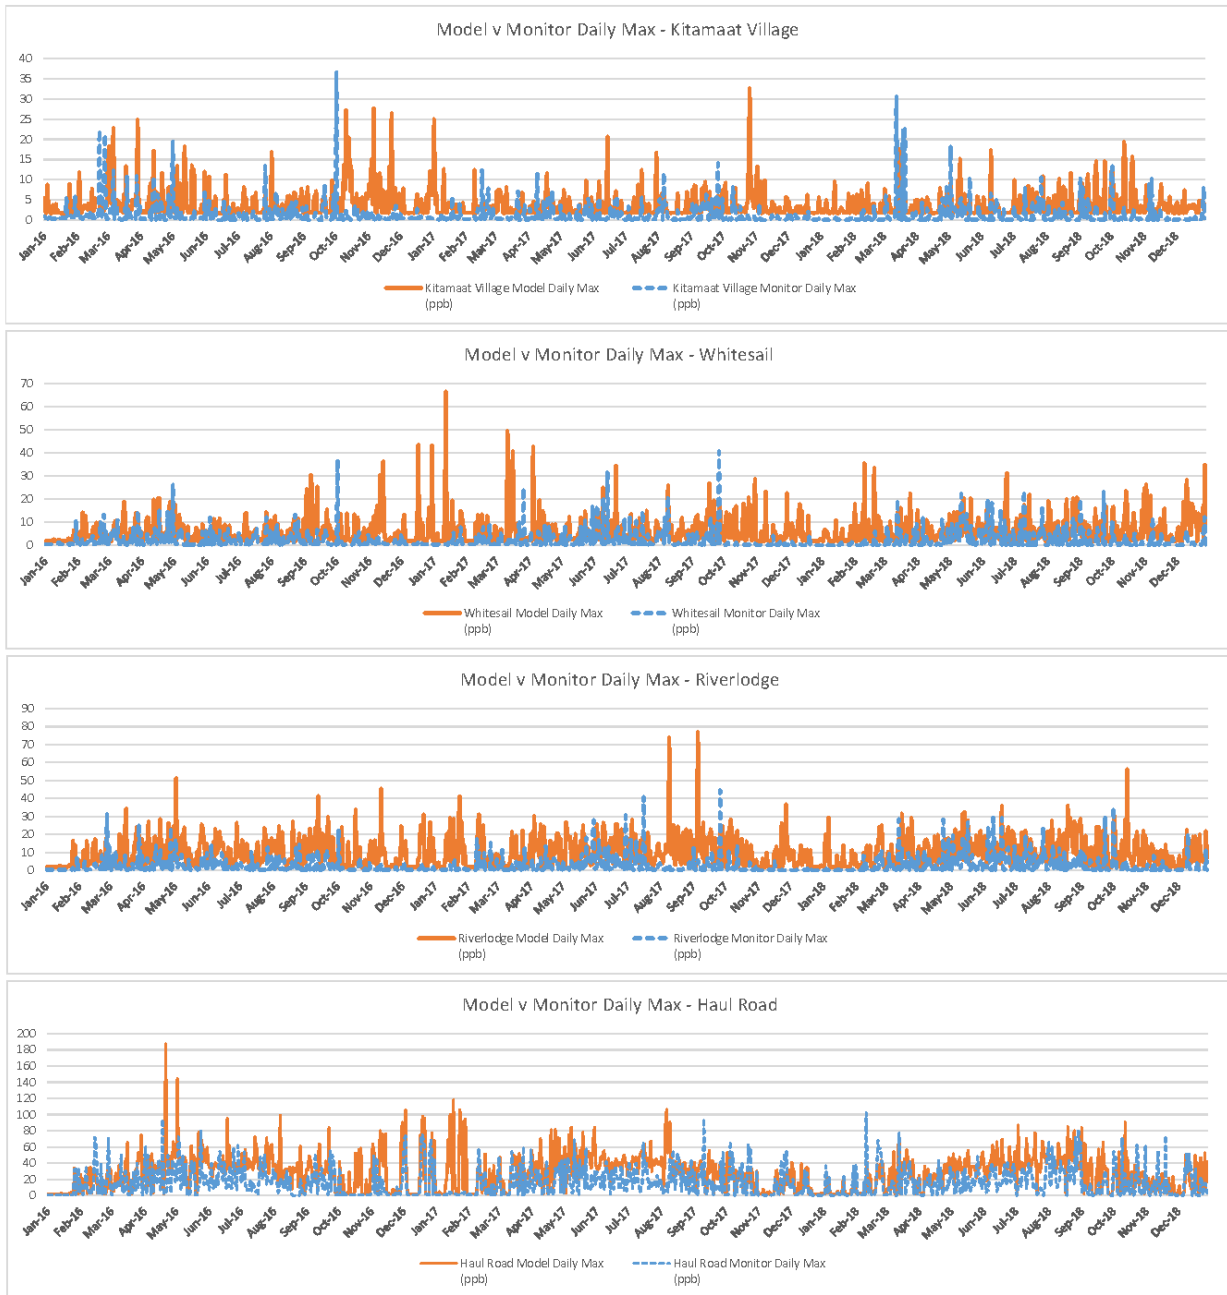 Model v Monitor Daily Max - Kitamaat Village
40
35
30
25
20
15
10
5
0
Jan-16 Feb-16 Mar-16 Apr-16 May-16 Jun-16 Jul-16 Aug-16 Sep-16 Oct-16 Nov-16 Dec-16 Jan-17 Feb-17 Mar-17 Apr-17 May-17 Jun-17 Jul-17 Aug-17 Sep-17 Oct-17 Nov-17 Dec-17 Jan-18 Feb-18 Mar-18 Apr-18 May-18 Jun-18 Jul-18 Aug-18 Sep-18 Oct-18 Nov-18 Dec-18
Kitamaat Village Model Daily Max (ppb)
Kitamaat Village Monitor Daily Max (ppb)
Model v Monitor Daily Max - Whitesail
70
60
50
40
30
20
10
0
Jan-16 Feb-16 Mar-16 Apr-16 May-16 Jun-16 Jul-16 Aug-16 Sep-16 Oct-16 Nov-16 Dec-16 Jan-17 Feb-17 Mar-17 Apr-17 May-17 Jun-17 Jul-17 Aug-17 Sep-17 Oct-17 Nov-17 Dec-17 Jan-18 Feb-18 Mar-18 Apr-18 May-18 Jun-18 Jul-18 Aug-18 Sep-18 Oct-18 Nov-18 Dec-18
Whitesail Model Daily Max (ppb)
Whitesail Monitor Daily Max (ppb)
Model v Monitor Daily Max - Riverlodge
90
80
70
60
50
40
30
20
10
0
Jan-16 Feb-16 Mar-16 Apr-16 May-16 Jun-16 Jul-16 Aug-16 Sep-16 Oct-16 Nov-16 Dec-16 Jan-17 Feb-17 Mar-17 Apr-17 May-17 Jun-17 Jul-17 Aug-17 Sep-17 Oct-17 Nov-17 Dec-17 Jan-18 Feb-18 Mar-18 Apr-18 May-18 Jun-18 Jul-18 Aug-18 Sep-18 Oct-18 Nov-18 Dec-18
Riverlodge Model Daily Max (ppb)
Riverlodge Monitor Daily Max (ppb)
Model v Monitor Daily Max - Haul Road
200
180
160
140
120
100
80
60
40
20
0
Jan-16 Feb-16 Mar-16 Apr-16 May-16 Jun-16 Jul-16 Aug-16 Sep-16 Oct-16 Nov-16 Dec-16 Jan-17 Feb-17 Mar-17 Apr-17 May-17 Jun-17 Jul-17 Aug-17 Sep-17 Oct-17 Nov-17 Dec-17 Jan-18 Feb-18 Mar-18 Apr-18 May-18 Jun-18 Jul-18 Aug-18 Sep-18 Oct-18 Nov-18 Dec-18
Haul Road Model Daily Max (ppb)
Haul Road Monitor Daily Max (ppb)